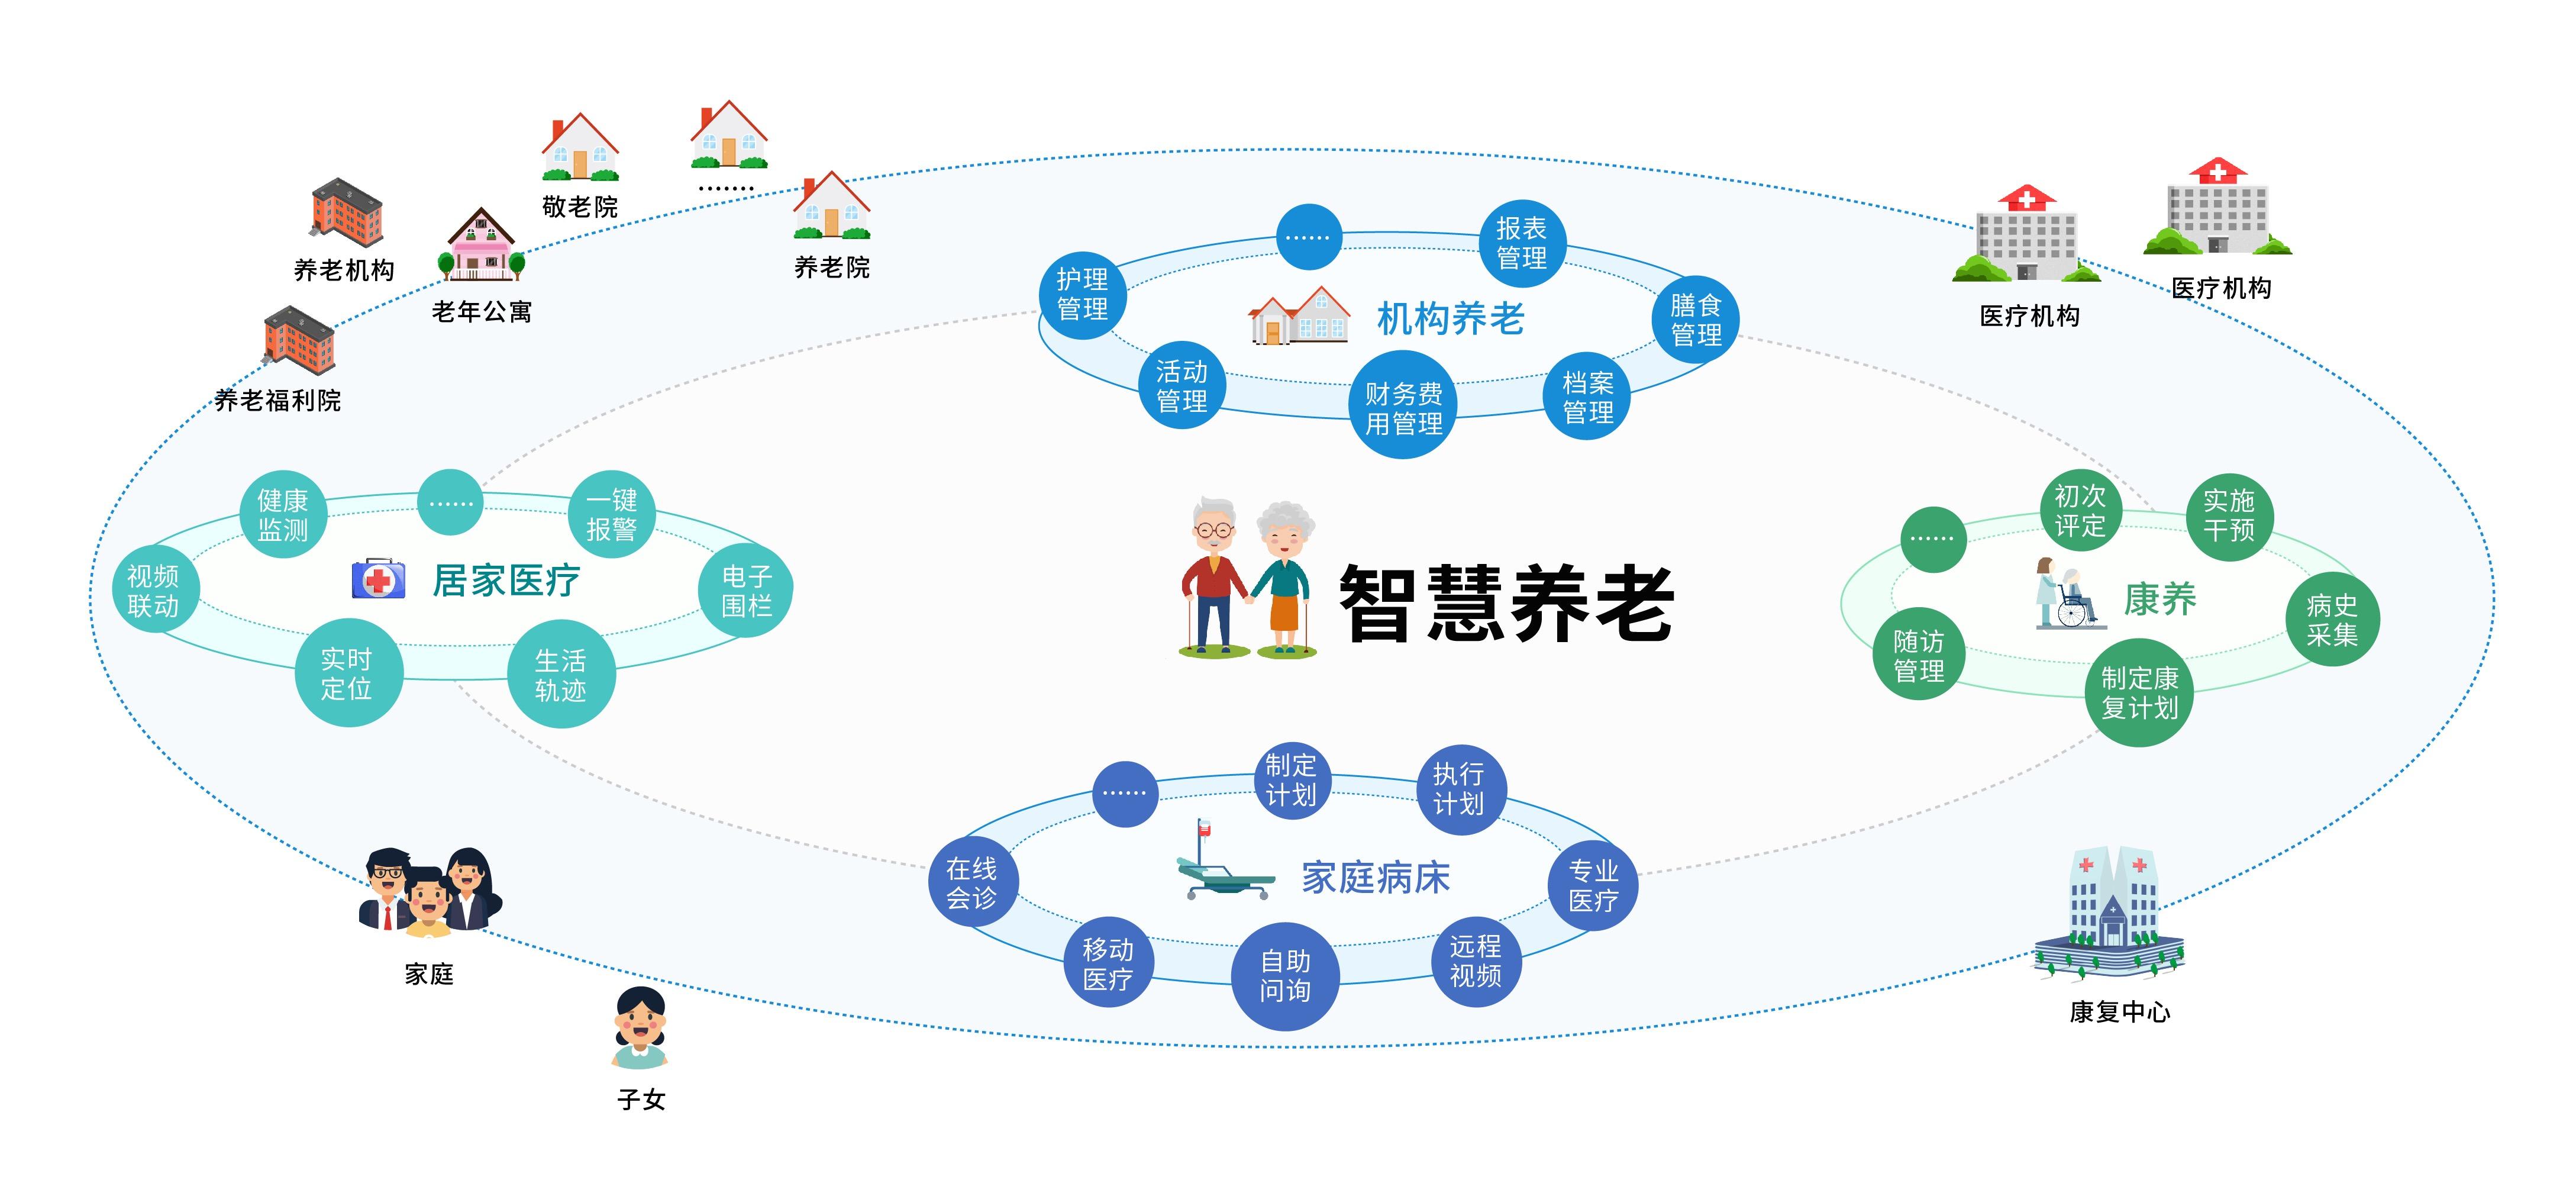 敬老院
.......
养老院
养老机构
老年公寓
养老福利院
医疗机构
医疗机构
机构养老
......
报表
管理
护理
管理
膳食
管理
活动
管理
财务费
用管理
档案
管理
居家医疗
健康
监测
......
一键
报警
视频
联动
电子
围栏
实时
定位
生活
轨迹
智慧养老
康养
初次
评定
实施
干预
......
病史
采集
随访
管理
制定康
复计划
家庭病床
......
制定
计划
执行
计划
在线
会诊
专业
医疗
移动
医疗
自助
问询
远程
视频
家庭
子女
康复中心